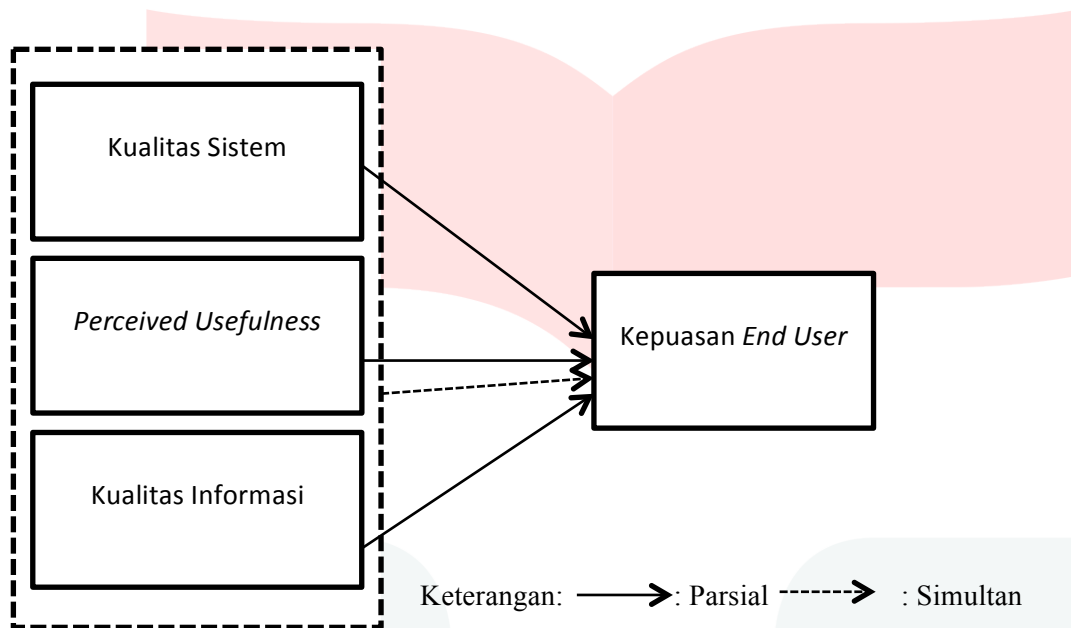 Kualitas Sistem
Perceived Usefulness
Kepuasan End User
Kualitas Informasi
Keterangan: : Parsial : Simultan